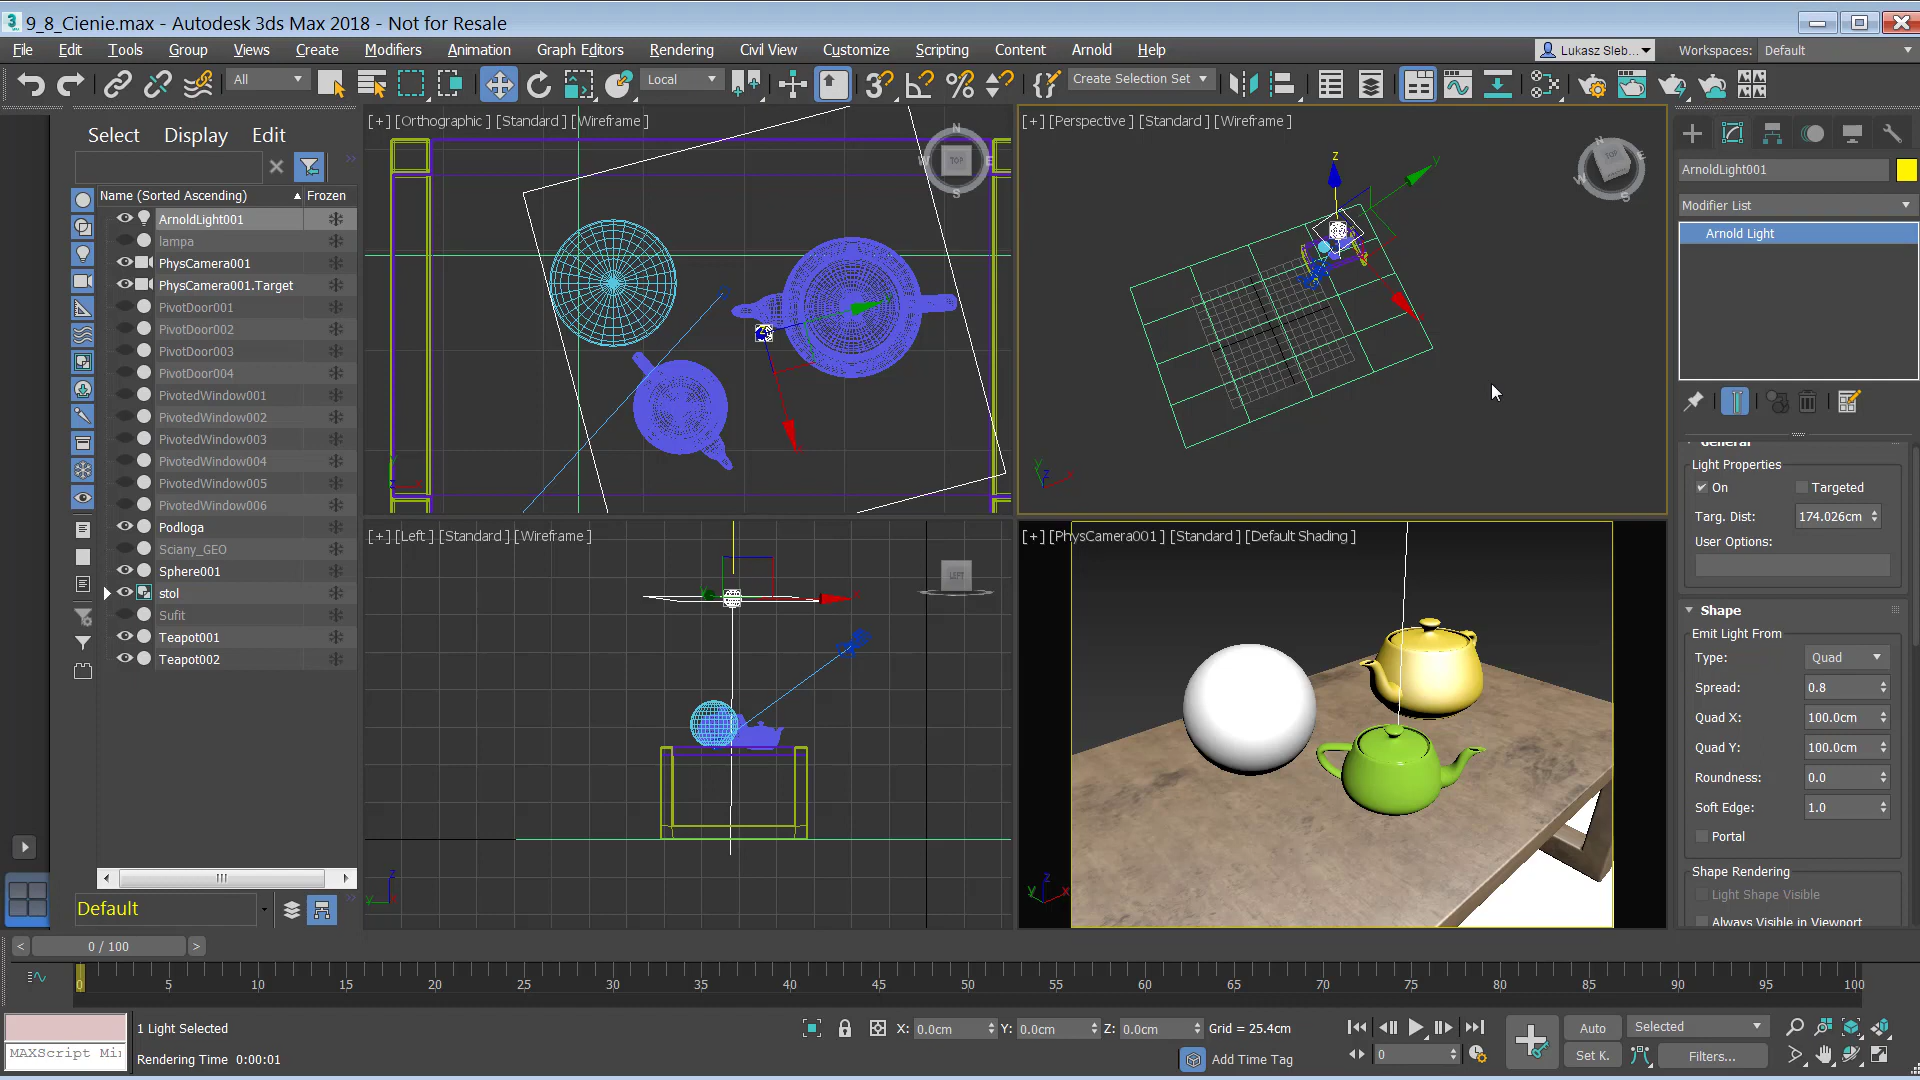 9_8_Cienie.max - Autodesk 3ds Max 2018 - Not for Resale
File Edit Tools Group Views Create Modifiers Animation Graph Editors Rendering Civil View Customize Scripting Content Arnold Help
Lukasz Sleb... Workspaces: Default
All Local Create Selection Set
Select Display Edit
Name (Sorted Ascending) Frozen
ArnoldLight001
lampa
PhysCamera001
PhysCamera001.Target
PivotDoor001
PivotDoor002
PivotDoor003
PivotDoor004
PivotedWindow001
PivotedWindow002
PivotedWindow003
PivotedWindow004
PivotedWindow005
PivotedWindow006
Podloga
Sciany_GEO
Sphere001
stol
Sufit
Teapot001
Teapot002
Default
[+] [Orthographic ] [Standard ] [Wireframe ]
N
W TOP E
S
[+] [Perspective ] [Standard ] [Wireframe ]
z
y
N
TOP
W
S
[+] [Left ] [Standard ] [Wireframe ]
LEFT
[+] [PhysCamera001 ] [Standard ] [Default Shading ]
ArnoldLight001
Modifier List
Arnold Light
General
Light Properties
On Targeted
Targ. Dist: 174.026cm
User Options:
Shape
Emit Light From
Type: Quad
Spread: 0.8
Quad X: 100.0cm
Quad Y: 100.0cm
Roundness: 0.0
Soft Edge: 1.0
Portal
Shape Rendering
Light Shape Visible
Always Visible in Viewport
< 0 / 100 >
0 5 10 15 20 25 30 35 40 45 50 55 60 65 70 75 80 85 90 95 100
1 Light Selected
X: 0.0cm Y: 0.0cm Z: 0.0cm Grid = 25.4cm
Auto Selected
MAXScript Mi
Rendering Time 0:00:01
Add Time Tag
0
Set K. Filters...